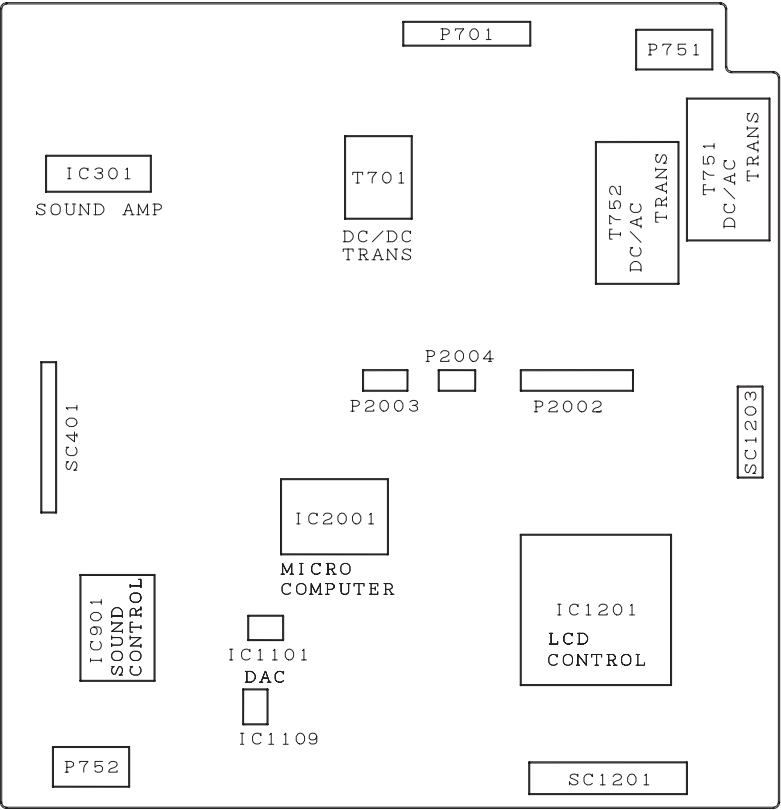 P701
P751
IC301
SOUND AMP
T701
DC/DC
TRANS
T752
DC/AC
TRANS
T751
DC/AC
TRANS
P2004
P2003
P2002
SC401
SC1203
IC2001
MICRO
COMPUTER
IC901
SOUND
CONTROL
IC1201
LCD
CONTROL
IC1101
DAC
IC1109
P752
SC1201